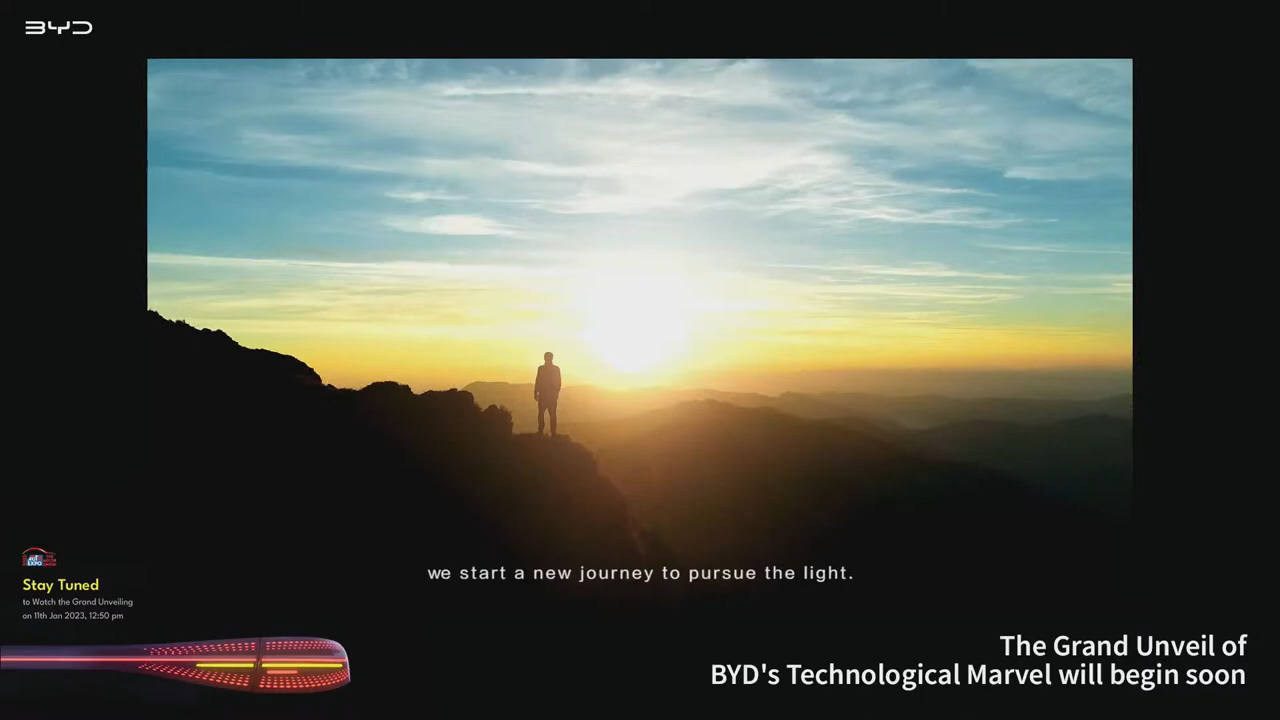 BYD
we start a new journey to pursue the light.
EXPO
Stay Tuned
to Watch the Grand Unveiling
on 11th Jan 2023, 12:50 pm
The Grand Unveil of
BYD's Technological Marvel will begin soon